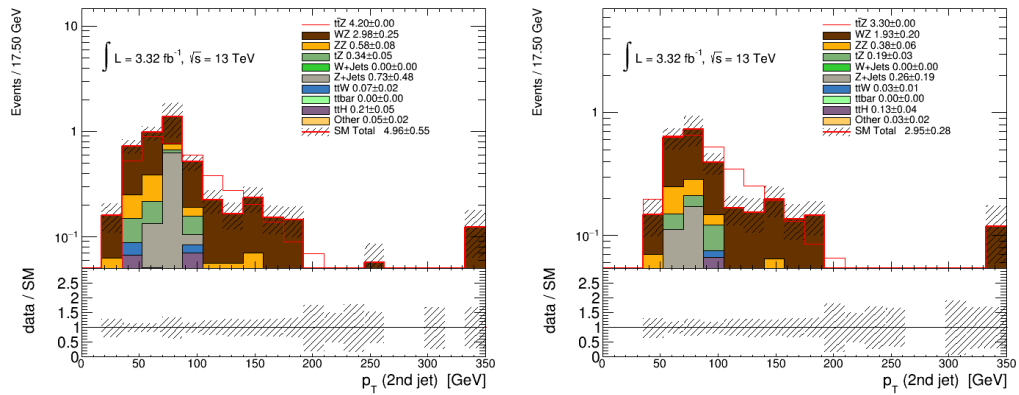 Events / 17.50 GeV
10
1
10⁻¹
∫ L = 3.32 fb⁻¹, √s = 13 TeV
tt̄Z 4.20±0.00
WZ 2.98±0.25
ZZ 0.58±0.08
tZ 0.34±0.05
W+Jets 0.00±0.00
Z+Jets 0.73±0.48
ttW 0.07±0.02
ttbar 0.00±0.00
ttH 0.21±0.05
Other 0.05±0.02
SM Total 4.96±0.55
data / SM
2.5
2
1.5
1
0.5
0
0 50 100 150 200 250 300 350
p_T (2nd jet) [GeV]
Events / 17.50 GeV
1
10⁻¹
∫ L = 3.32 fb⁻¹, √s = 13 TeV
tt̄Z 3.30±0.00
WZ 1.93±0.20
ZZ 0.38±0.06
tZ 0.19±0.03
W+Jets 0.00±0.00
Z+Jets 0.26±0.19
ttW 0.03±0.01
ttbar 0.00±0.00
ttH 0.13±0.04
Other 0.03±0.02
SM Total 2.95±0.28
data / SM
2.5
2
1.5
1
0.5
0
0 50 100 150 200 250 300 350
p_T (2nd jet) [GeV]